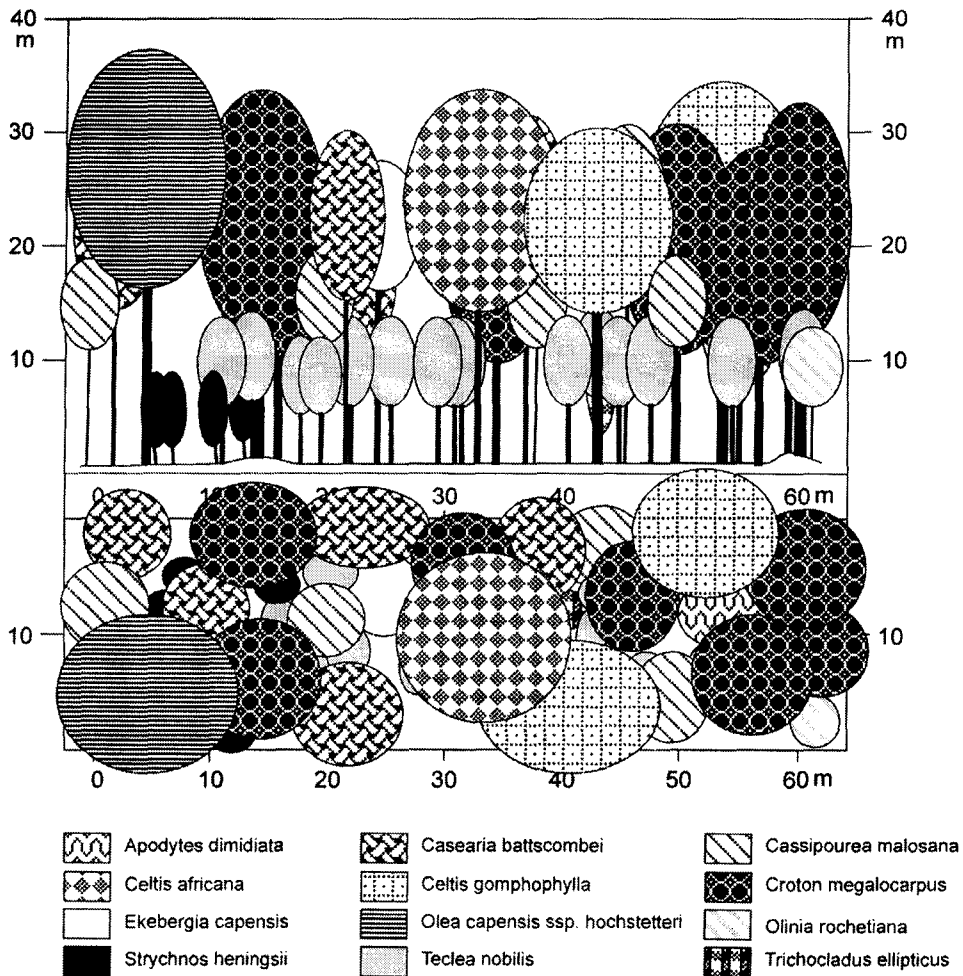 40 40
m m
30 30
20 20
10 10
0 10 20 30 40 60 m
10 10
0 10 20 30 40 50 60 m
Apodytes dimidiata Casearia battscombei Cassipourea malosana
Celtis africana Celtis gomphophylla Croton megalocarpus
Ekebergia capensis Olea capensis ssp. hochstetteri Olinia rochetiana
Strychnos heningsii Teclea nobilis Trichocladus ellipticus